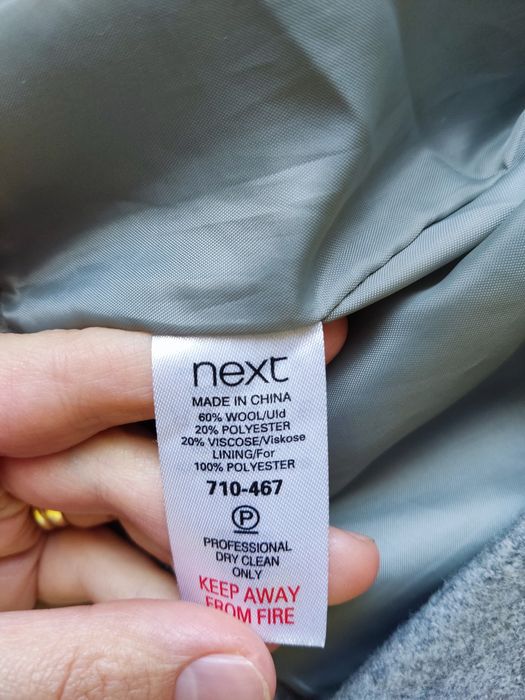 next
MADE IN CHINA
60% WOOL/Uld
20% POLYESTER
20% VISCOSE/Viskose
LINING/For
100% POLYESTER
710-467
P
PROFESSIONAL
DRY CLEAN
ONLY
KEEP AWAY
FROM FIRE